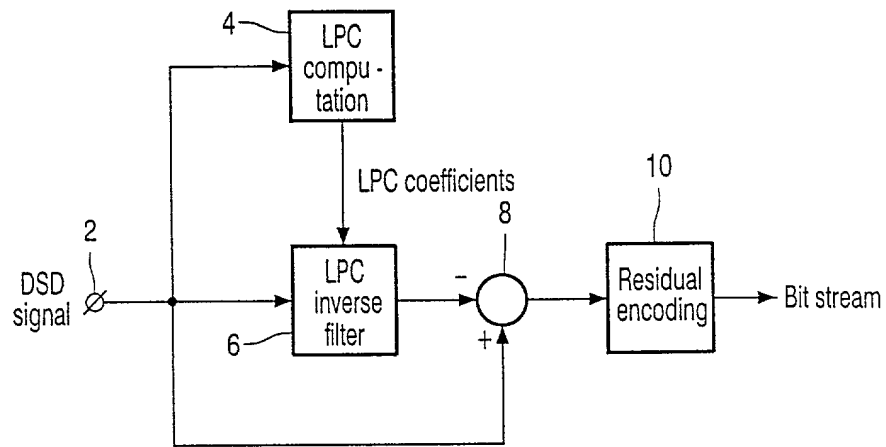 4
LPC
compu -
tation
LPC coefficients
2
DSD
signal
LPC
inverse
filter
6
-
8
+
10
Residual
encoding
Bit stream